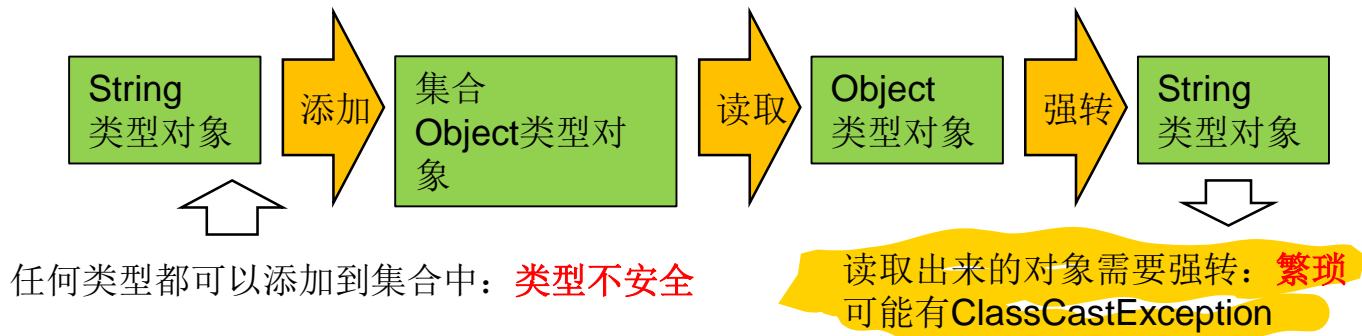 String
类型对象
添加
集合
Object类型对
象
读取
Object
类型对象
强转
String
类型对象
任何类型都可以添加到集合中：类型不安全
读取出来的对象需要强转：繁琐
可能有ClassCastException